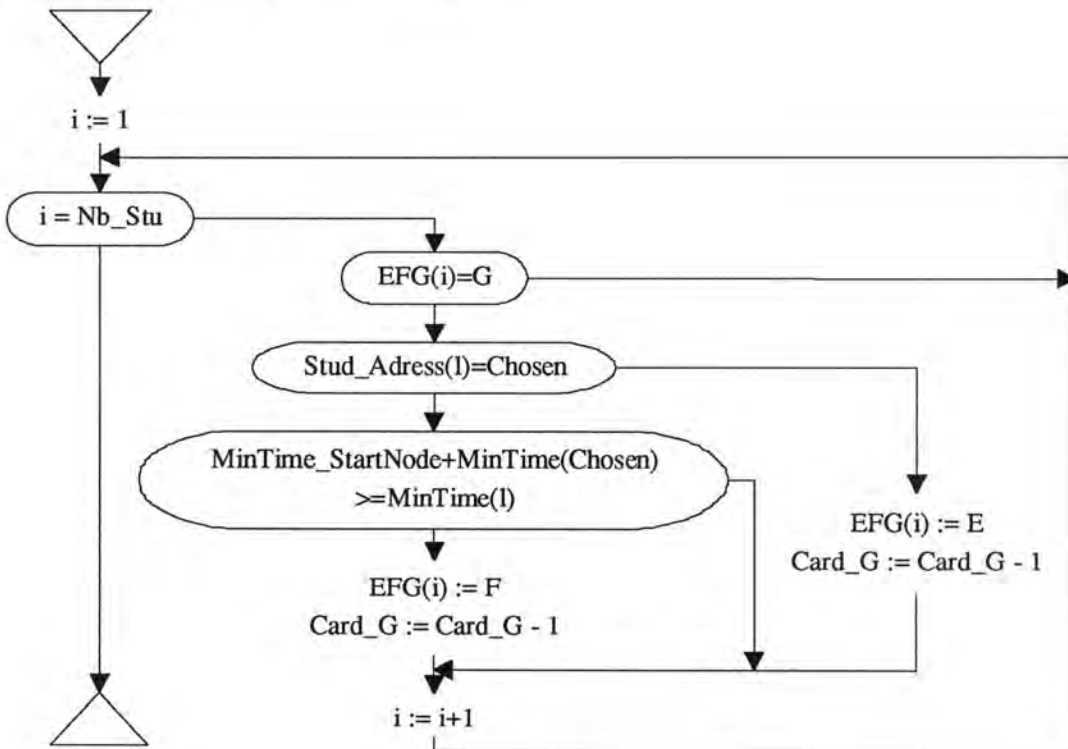 i := 1
i = Nb_Stu
EFG(i)=G
Stud_Adress(l)=Chosen
MinTime_StartNode+MinTime(Chosen)
>=MinTime(l)
EFG(i) := E
Card_G := Card_G - 1
EFG(i) := F
Card_G := Card_G - 1
i := i+1